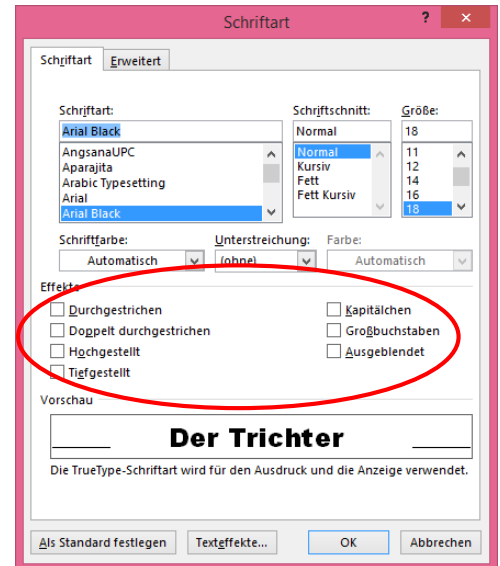 Schriftart
? ×
Schriftart Erweitert
Schriftart: Schriftschnitt: Größe:
Arial Black Normal 18
AngsanaUPC Normal 11
Aparajita Kursiv 12
Arabic Typesetting Fett 14
Arial Fett Kursiv 16
Arial Black 18
Schriftfarbe: Unterstreichung: Farbe:
Automatisch (ohne) Automatisch
Effekte
Durchgestrichen Kapitälchen
Doppelt durchgestrichen Großbuchstaben
Hochgestellt Ausgeblendet
Tiefgestellt
Vorschau
Der Trichter
Die TrueType-Schriftart wird für den Ausdruck und die Anzeige verwendet.
Als Standard festlegen Texteffekte... OK Abbrechen